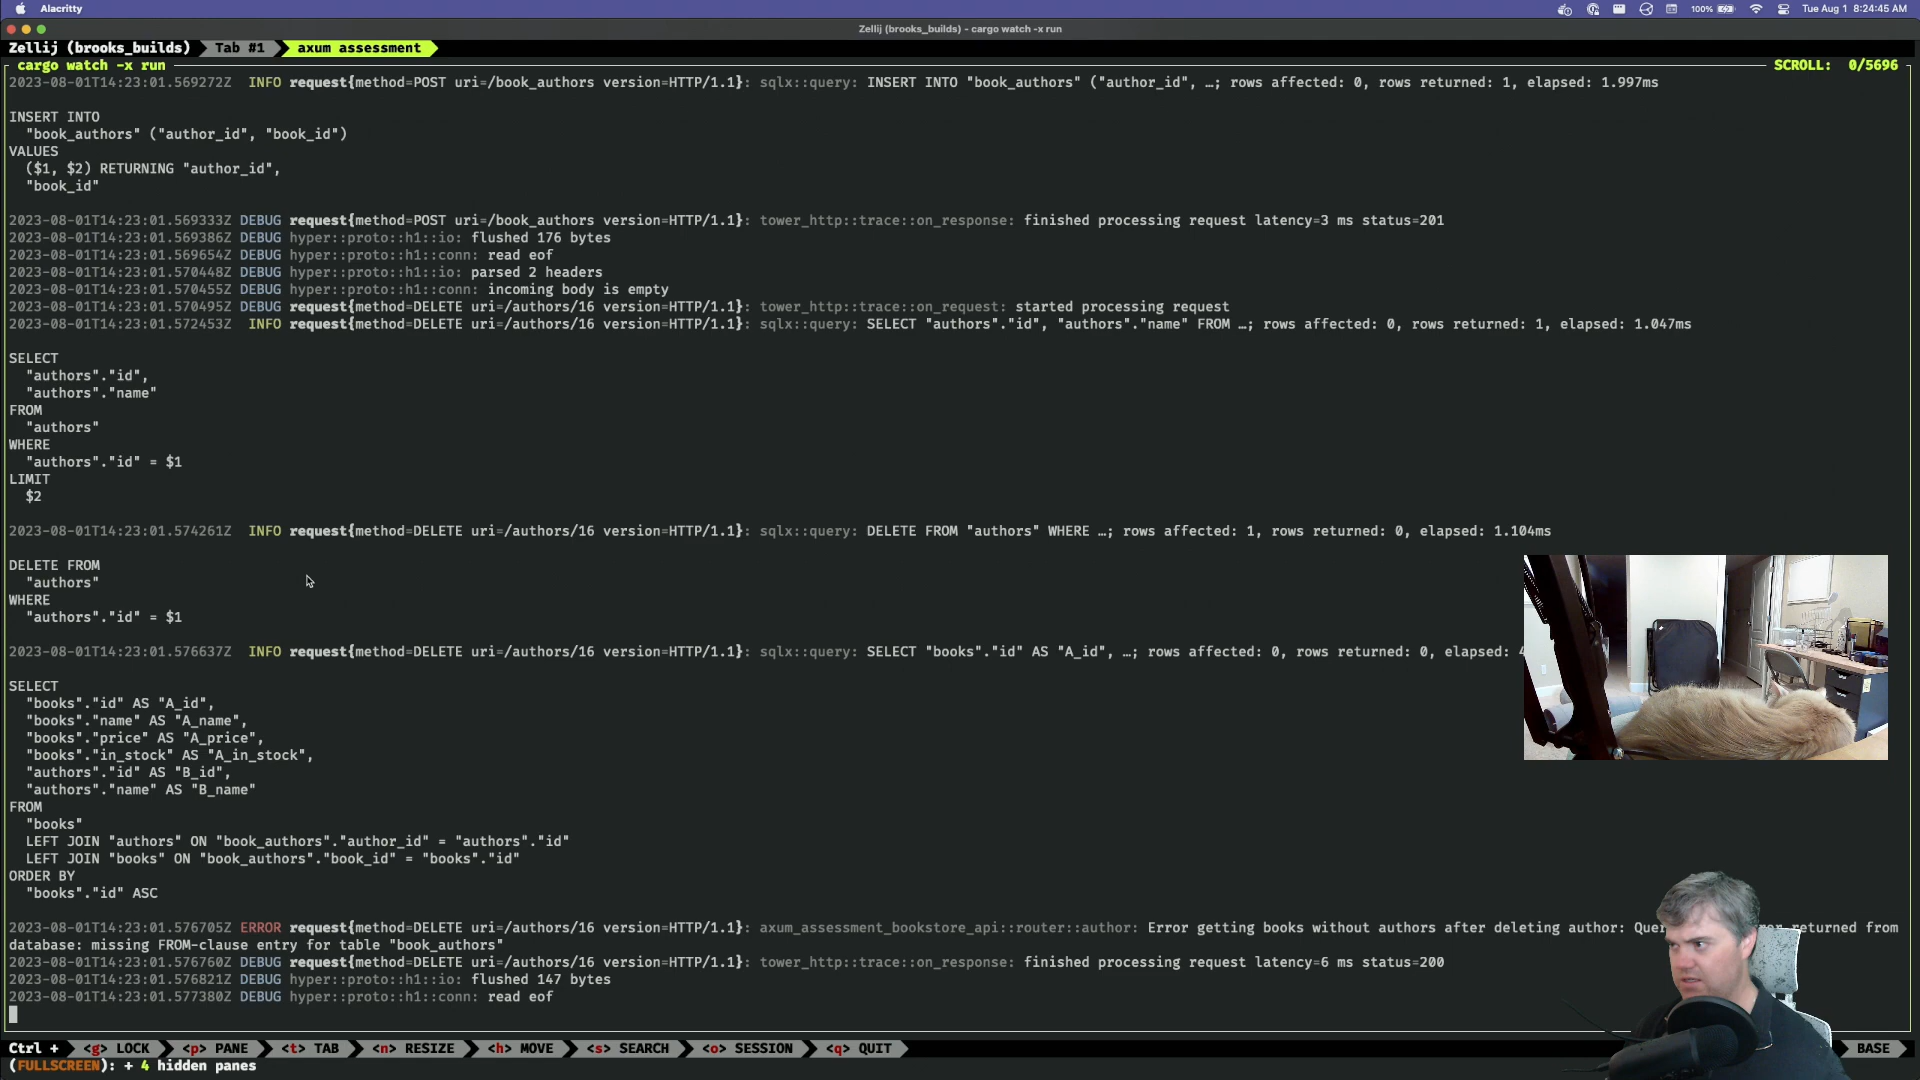 Alacritty
100%
Tue Aug 1 8:24:45 AM
Zellij (brooks_builds) - cargo watch -x run
Zellij (brooks_builds) Tab #1 axum assessment
cargo watch -x run SCROLL: 0/5696
2023-08-01T14:23:01.569272Z INFO request{method=POST uri=/book_authors version=HTTP/1.1}: sqlx::query: INSERT INTO "book_authors" ("author_id", …; rows affected: 0, rows returned: 1, elapsed: 1.997ms
INSERT INTO
"book_authors" ("author_id", "book_id")
VALUES
($1, $2) RETURNING "author_id",
"book_id"
2023-08-01T14:23:01.569333Z DEBUG request{method=POST uri=/book_authors version=HTTP/1.1}: tower_http::trace::on_response: finished processing request latency=3 ms status=201
2023-08-01T14:23:01.569386Z DEBUG hyper::proto::h1::io: flushed 176 bytes
2023-08-01T14:23:01.569654Z DEBUG hyper::proto::h1::conn: read eof
2023-08-01T14:23:01.570448Z DEBUG hyper::proto::h1::io: parsed 2 headers
2023-08-01T14:23:01.570455Z DEBUG hyper::proto::h1::conn: incoming body is empty
2023-08-01T14:23:01.570495Z DEBUG request{method=DELETE uri=/authors/16 version=HTTP/1.1}: tower_http::trace::on_request: started processing request
2023-08-01T14:23:01.572453Z INFO request{method=DELETE uri=/authors/16 version=HTTP/1.1}: sqlx::query: SELECT "authors"."id", "authors"."name" FROM …; rows affected: 0, rows returned: 1, elapsed: 1.047ms
SELECT
"authors"."id",
"authors"."name"
FROM
"authors"
WHERE
"authors"."id" = $1
LIMIT
$2
2023-08-01T14:23:01.574261Z INFO request{method=DELETE uri=/authors/16 version=HTTP/1.1}: sqlx::query: DELETE FROM "authors" WHERE …; rows affected: 1, rows returned: 0, elapsed: 1.104ms
DELETE FROM
"authors"
WHERE
"authors"."id" = $1
2023-08-01T14:23:01.576637Z INFO request{method=DELETE uri=/authors/16 version=HTTP/1.1}: sqlx::query: SELECT "books"."id" AS "A_id", …; rows affected: 0, rows returned: 0, elapsed:
SELECT
"books"."id" AS "A_id",
"books"."name" AS "A_name",
"books"."price" AS "A_price",
"books"."in_stock" AS "A_in_stock",
"authors"."id" AS "B_id",
"authors"."name" AS "B_name"
FROM
"books"
LEFT JOIN "authors" ON "book_authors"."author_id" = "authors"."id"
LEFT JOIN "books" ON "book_authors"."book_id" = "books"."id"
ORDER BY
"books"."id" ASC
2023-08-01T14:23:01.576705Z ERROR request{method=DELETE uri=/authors/16 version=HTTP/1.1}: axum_assessment_bookstore_api::router::author: Error getting books without authors after deleting author: returned from
database: missing FROM-clause entry for table "book_authors"
2023-08-01T14:23:01.576760Z DEBUG request{method=DELETE uri=/authors/16 version=HTTP/1.1}: tower_http::trace::on_response: finished processing request latency=6 ms status=200
2023-08-01T14:23:01.576821Z DEBUG hyper::proto::h1::io: flushed 147 bytes
2023-08-01T14:23:01.577380Z DEBUG hyper::proto::h1::conn: read eof
Ctrl + <g> LOCK <p> PANE <t> TAB <n> RESIZE <h> MOVE <s> SEARCH <o> SESSION <q> QUIT BASE
(FULLSCREEN): + 4 hidden panes